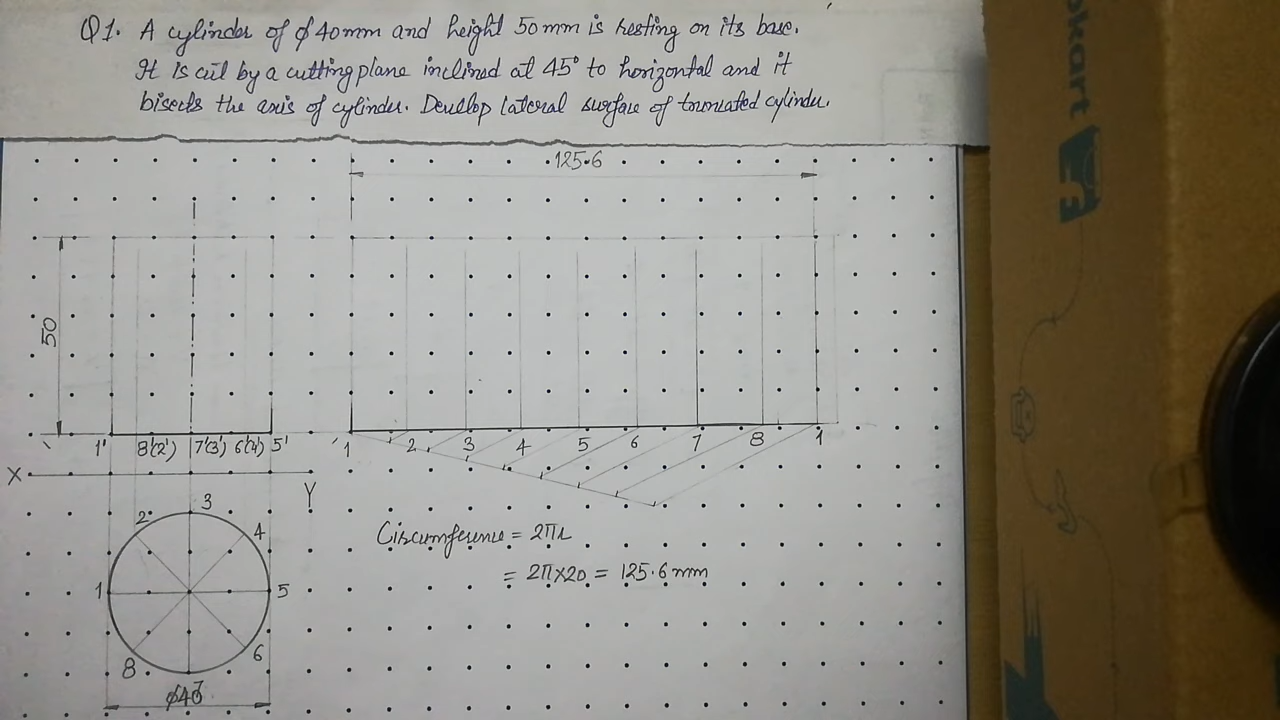 Q1. A cylinder of ϕ40mm and height 50mm is resting on its base.
It is cut by a cutting plane inclined at 45° to horizontal and it
bisects the axis of cylinder. Develop lateral surface of truncated cylinder.
okart
125.6
50
1' 8'(2') 7'(3') 6'(4') 5' 1 2 3 4 5 6 7 8 1
X Y
2 3 4
1 5
8 7 6
ϕ40
Circumference = 2πr
= 2π×20 = 125.6 mm